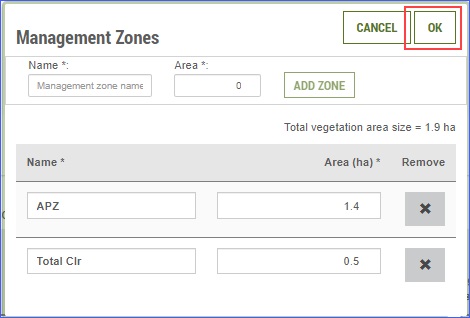 Management Zones
CANCEL
OK
Name *:
Area *:
Management zone name
0
ADD ZONE
Total vegetation area size = 1.9 ha
Name * Area (ha) * Remove
APZ 1.4 ✖
Total Clr 0.5 ✖